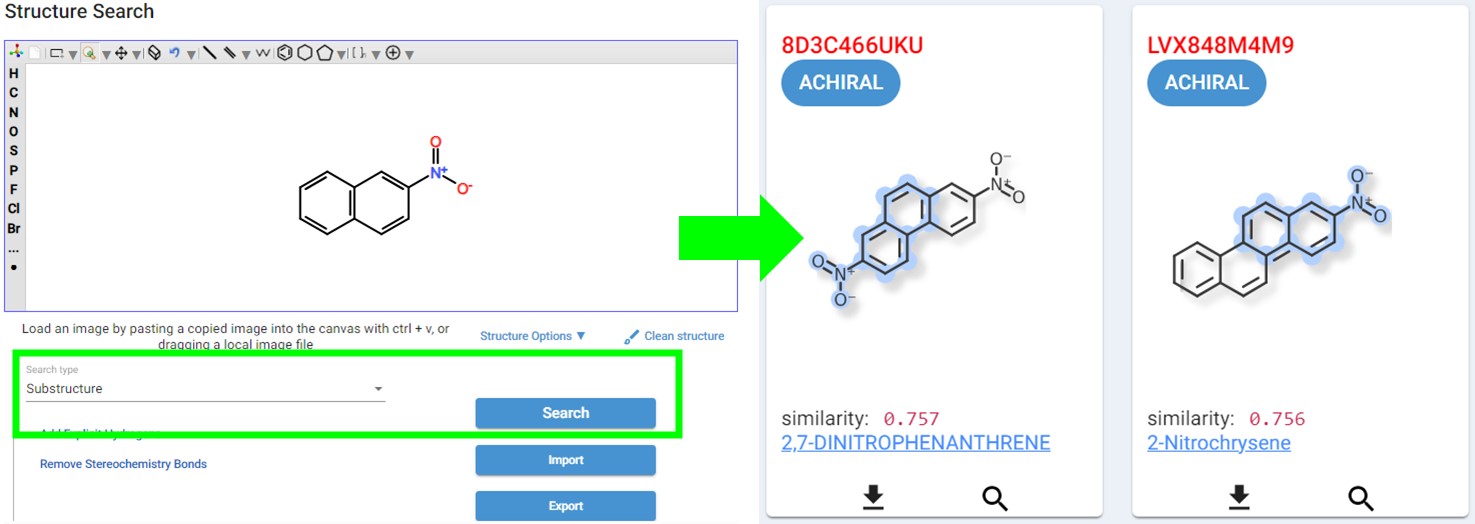 Structure Search
H
C
N
O
S
P
F
Cl
Br
...
O
N+
O-
Load an image by pasting a copied image into the canvas with ctrl + v, or
dragging a local image file
Structure Options ▼
Clean structure
Search type
Substructure
Search
Add Explicit Hydrogens
Remove Stereochemistry Bonds
Import
Export
8D3C466UKU
ACHIRAL
O−
N+
O
O
N+
O−
similarity: 0.757
2,7-DINITROPHENANTHRENE
LVX848M4M9
ACHIRAL
O−
N+
O
similarity: 0.756
2-Nitrochrysene